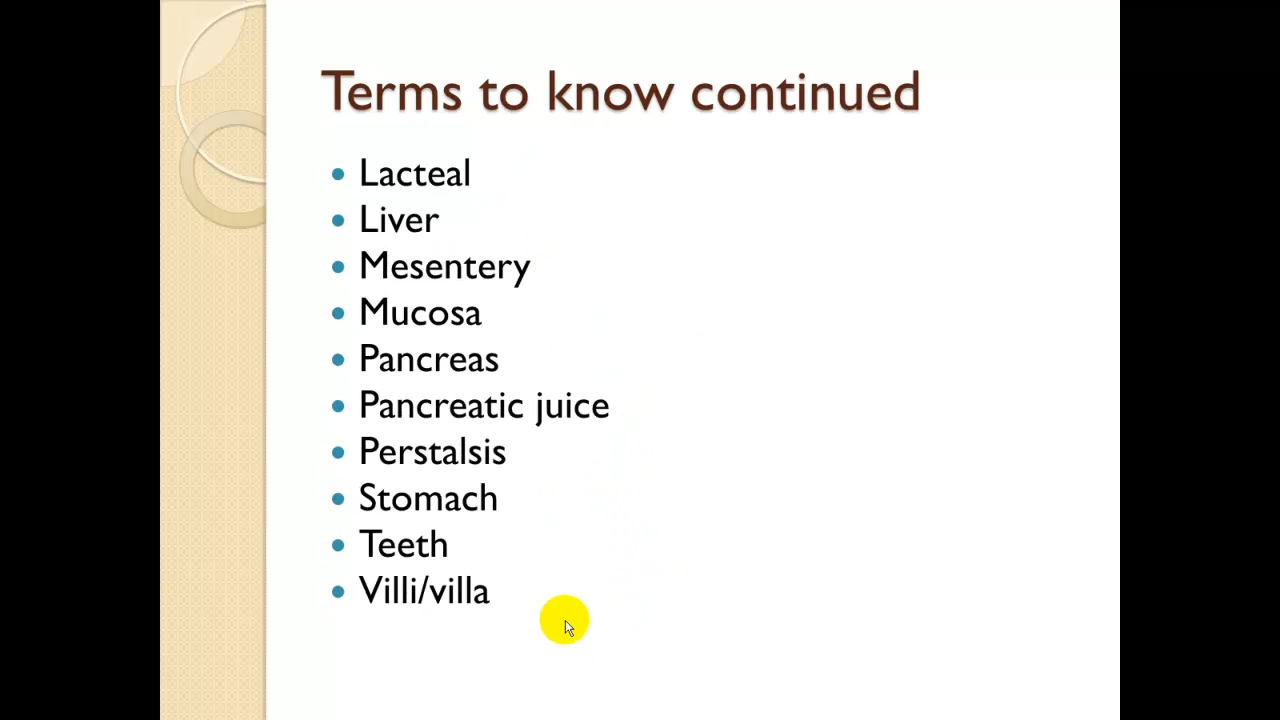 Terms to know continued
Lacteal
Liver
Mesentery
Mucosa
Pancreas
Pancreatic juice
Perstalsis
Stomach
Teeth
Villi/villa